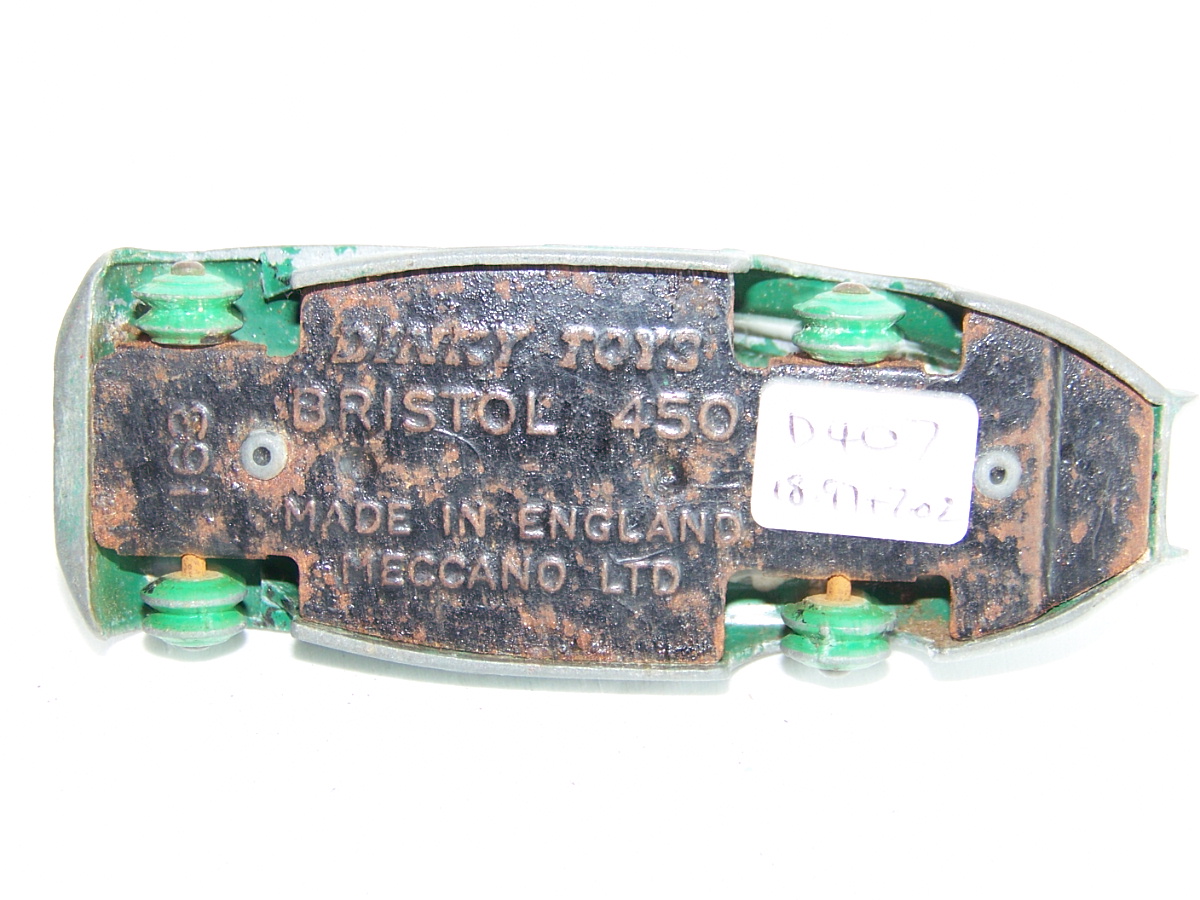 DINKY TOYS
BRISTOL 450
163
MADE IN ENGLAND
MECCANO LTD
D407